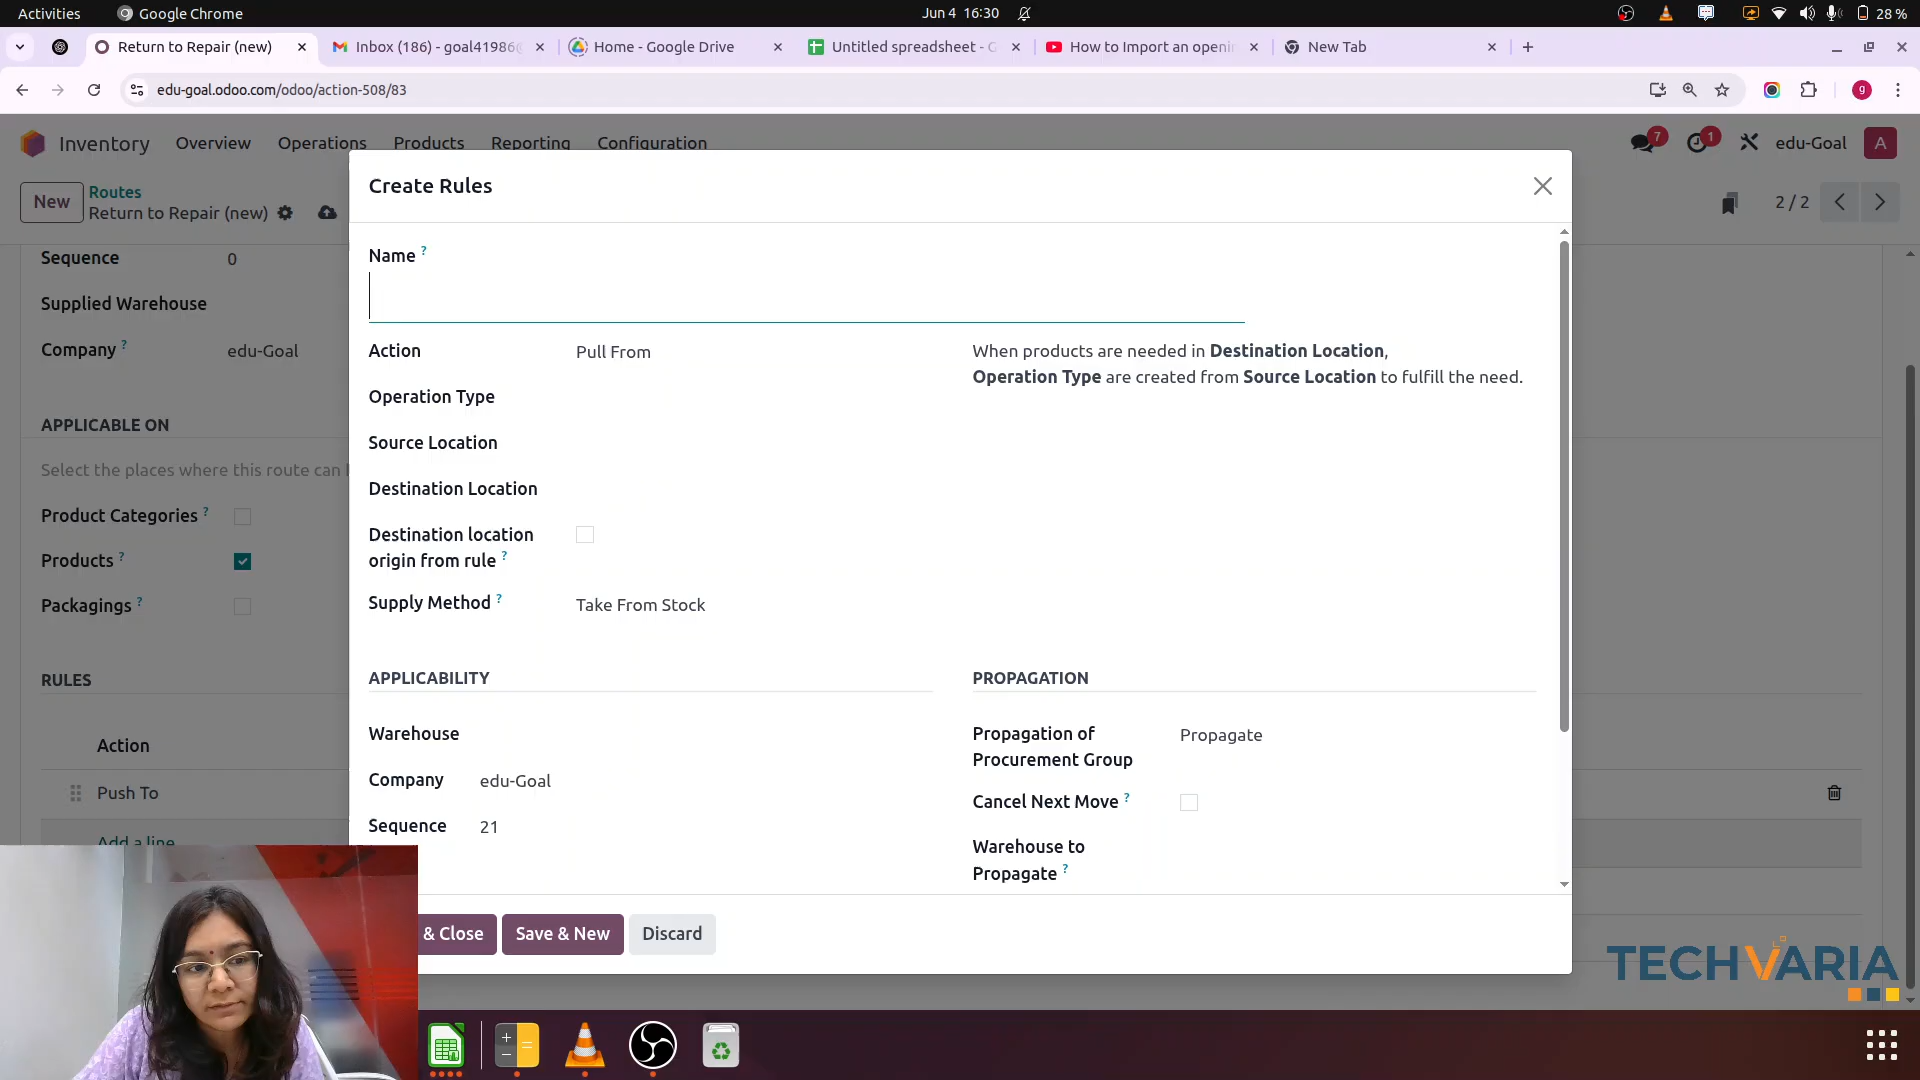 Activities
Google Chrome
Jun 4 16:30
28 %
Return to Repair (new)
Inbox (186) - goal41986
Home - Google Drive
Untitled spreadsheet - G
How to Import an openi
New Tab
edu-goal.odoo.com/odoo/action-508/83
g
Inventory
Overview
Operations
Products
Reporting
Configuration
7
1
edu-Goal
A
New
Routes
Return to Repair (new)
2 / 2
Create Rules
Sequence
0
Supplied Warehouse
Company ?
edu-Goal
APPLICABLE ON
Select the places where this route can
Product Categories ?
Products ?
Packagings ?
RULES
Action
Push To
Add a line
Name ?
Action
Pull From
When products are needed in Destination Location,
Operation Type are created from Source Location to fulfill the need.
Operation Type
Source Location
Destination Location
Destination location
origin from rule ?
Supply Method ?
Take From Stock
APPLICABILITY
Warehouse
Company
edu-Goal
Sequence
21
PROPAGATION
Propagation of
Procurement Group
Propagate
Cancel Next Move ?
Warehouse to
Propagate ?
& Close
Save & New
Discard
TECHVARIA